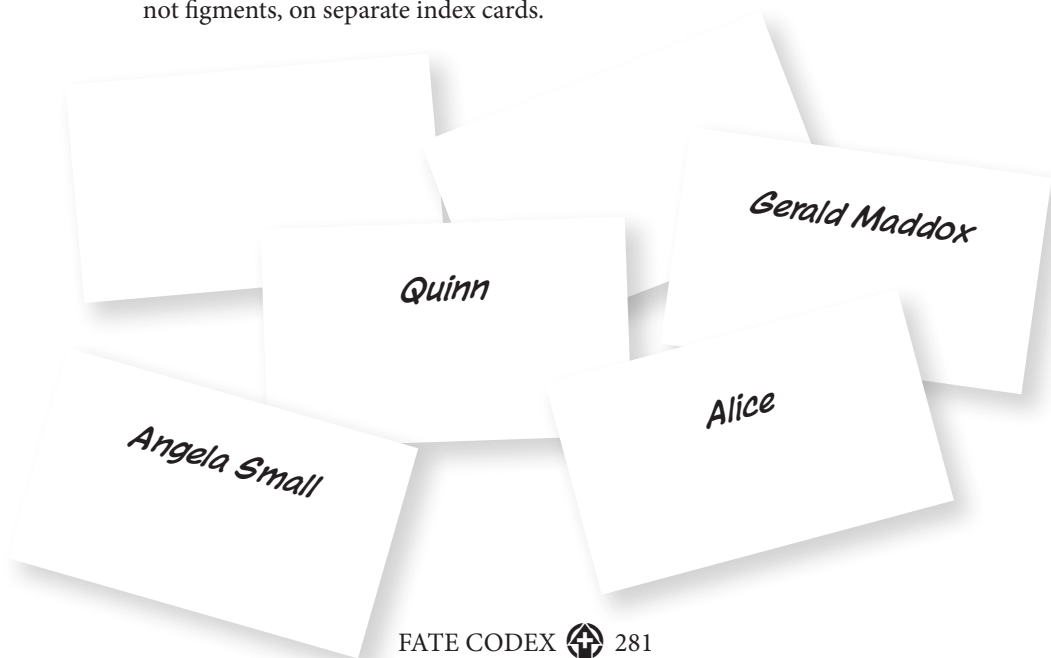 not figments, on separate index cards.
Gerald Maddox
Quinn
Alice
Angela Small
FATE CODEX 281